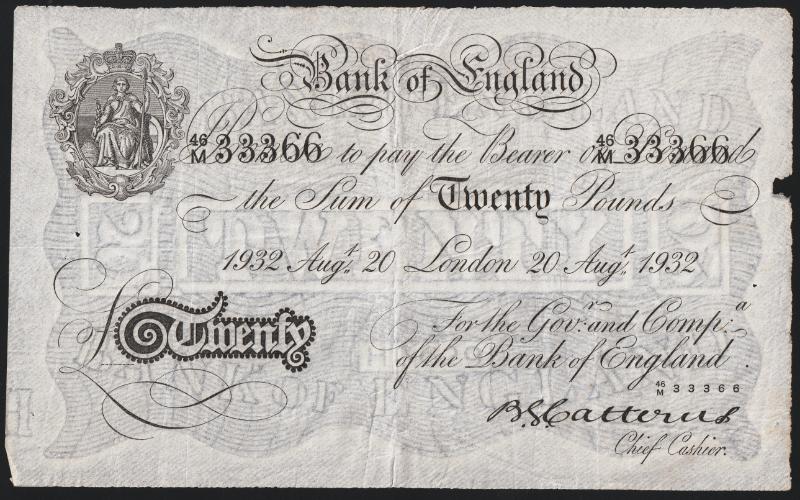 Bank of England
46/M 33366 to pay the Bearer on 46/M 33366
the Sum of Twenty Pounds
1932 Augt. 20 London 20 Augt. 1932
For the Govr. and Compa.
of the Bank of England.
£ Twenty
46/M 33366
B.G. Catterns
Chief Cashier.